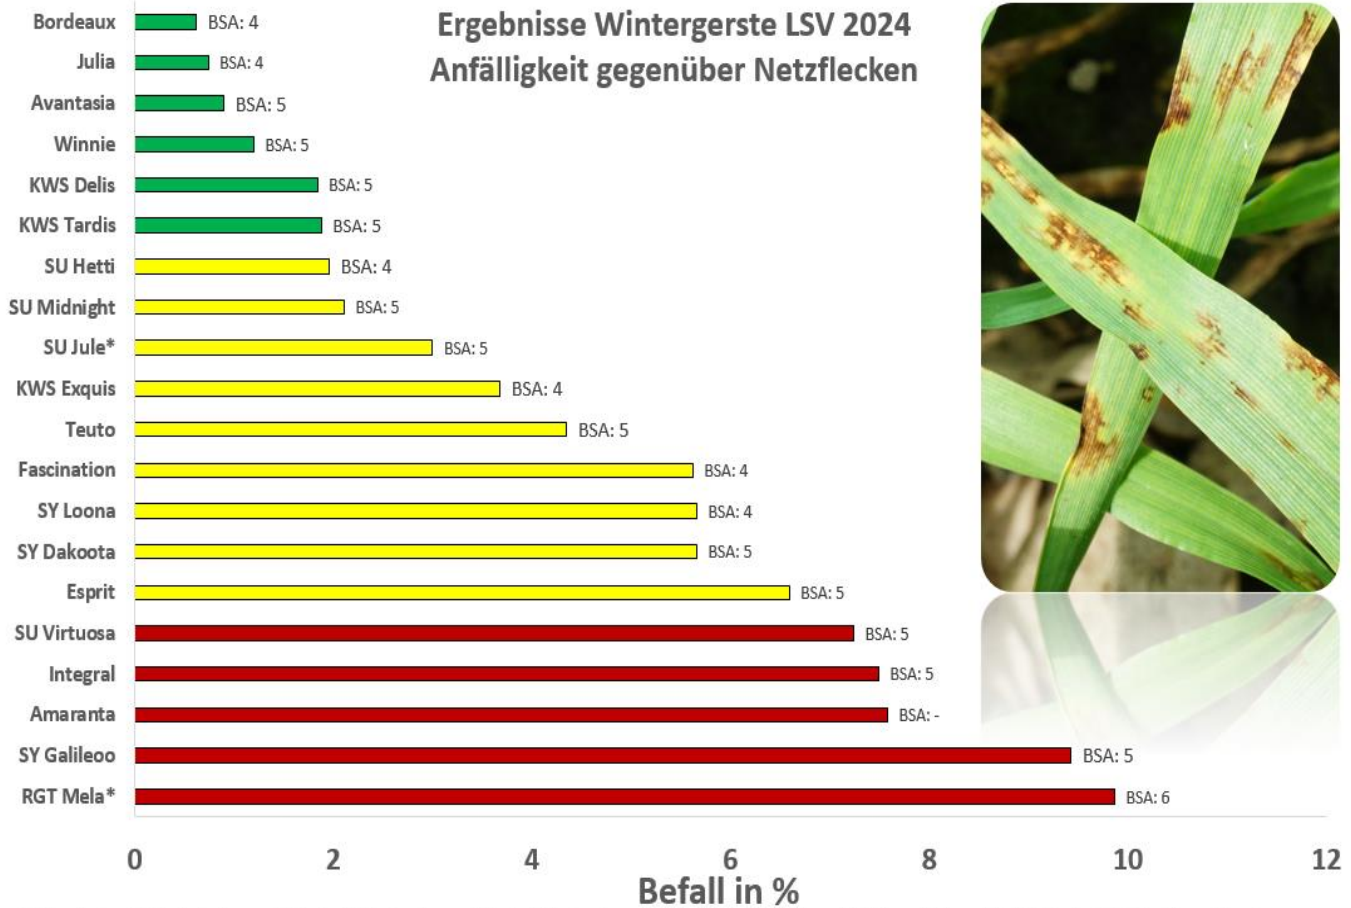 Ergebnisse Wintergerste LSV 2024
Anfälligkeit gegenüber Netzflecken
Bordeaux BSA: 4
Julia BSA: 4
Avantasia BSA: 5
Winnie BSA: 5
KWS Delis BSA: 5
KWS Tardis BSA: 5
SU Hetti BSA: 4
SU Midnight BSA: 5
SU Jule* BSA: 5
KWS Exquis BSA: 4
Teuto BSA: 5
Fascination BSA: 4
SY Loona BSA: 4
SY Dakoota BSA: 5
Esprit BSA: 5
SU Virtuosa BSA: 5
Integral BSA: 5
Amaranta BSA: -
SY Galileoo BSA: 5
RGT Mela* BSA: 6
0 2 4 6 8 10 12
Befall in %